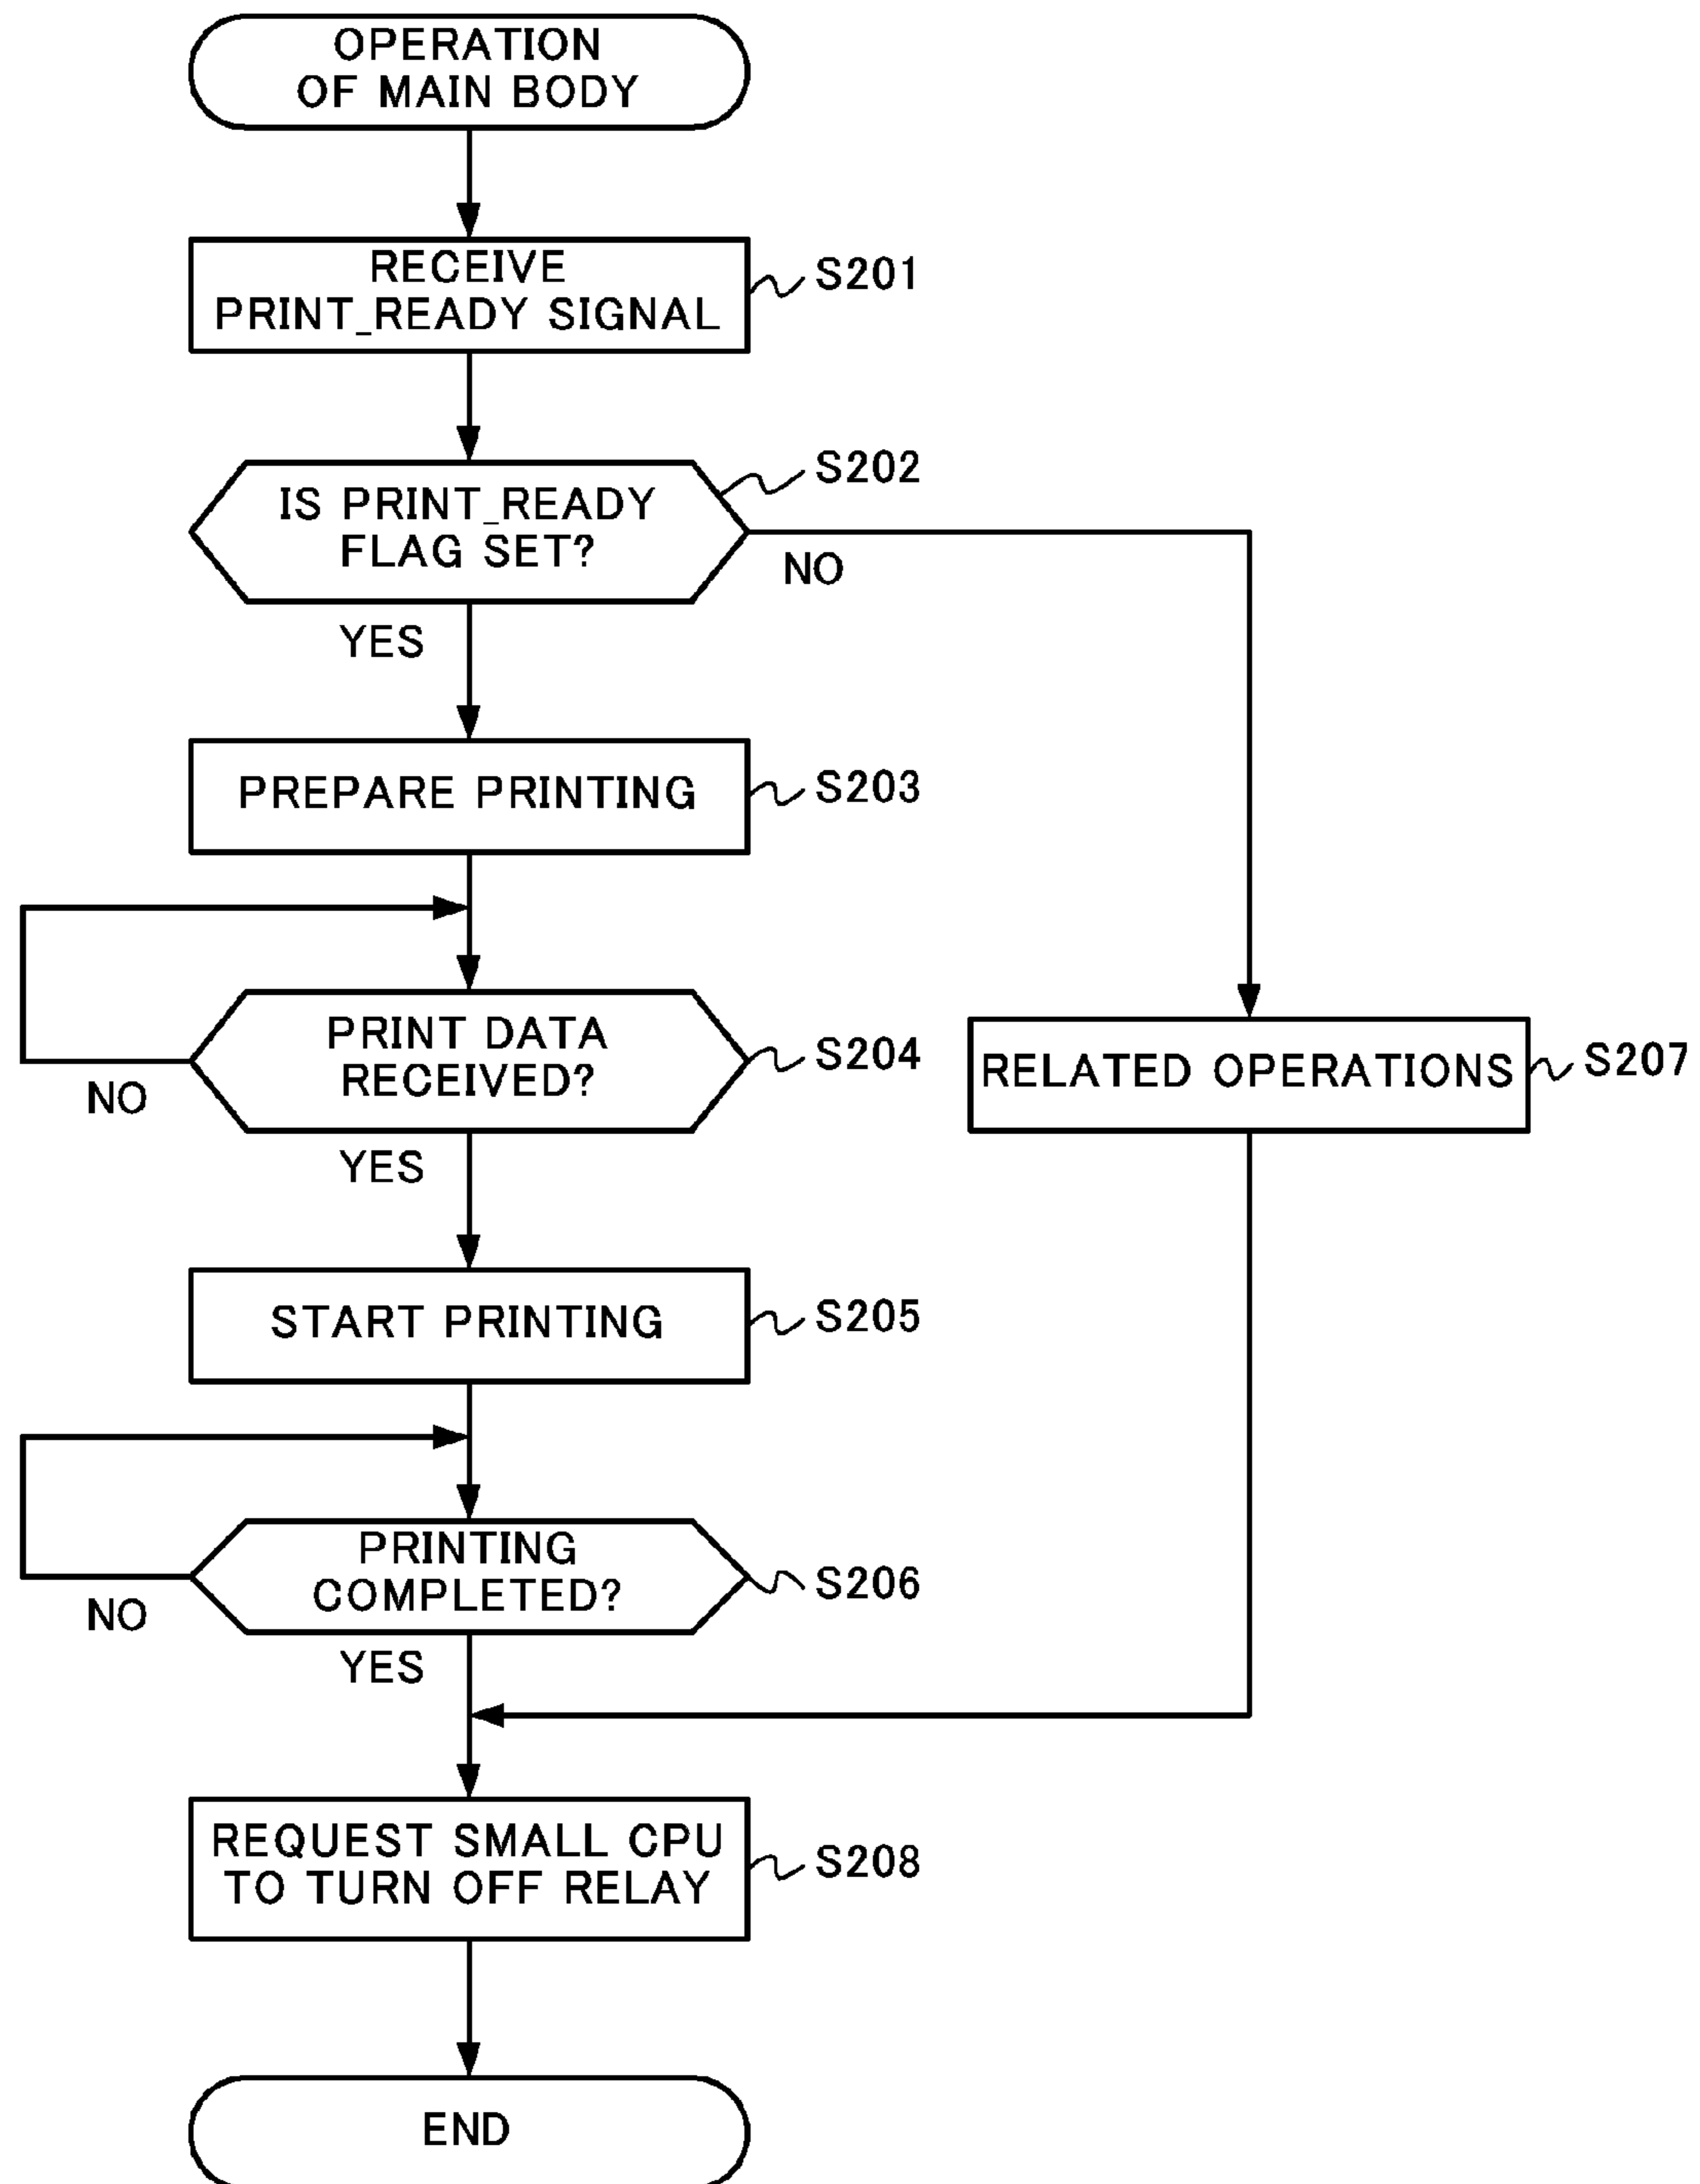 OPERATION
OF MAIN BODY
RECEIVE
PRINT_READY SIGNAL
S201
IS PRINT_READY
FLAG SET?
S202
NO
YES
PREPARE PRINTING
S203
PRINT DATA
RECEIVED?
S204
NO
YES
RELATED OPERATIONS
S207
START PRINTING
S205
PRINTING
COMPLETED?
S206
NO
YES
REQUEST SMALL CPU
TO TURN OFF RELAY
S208
END